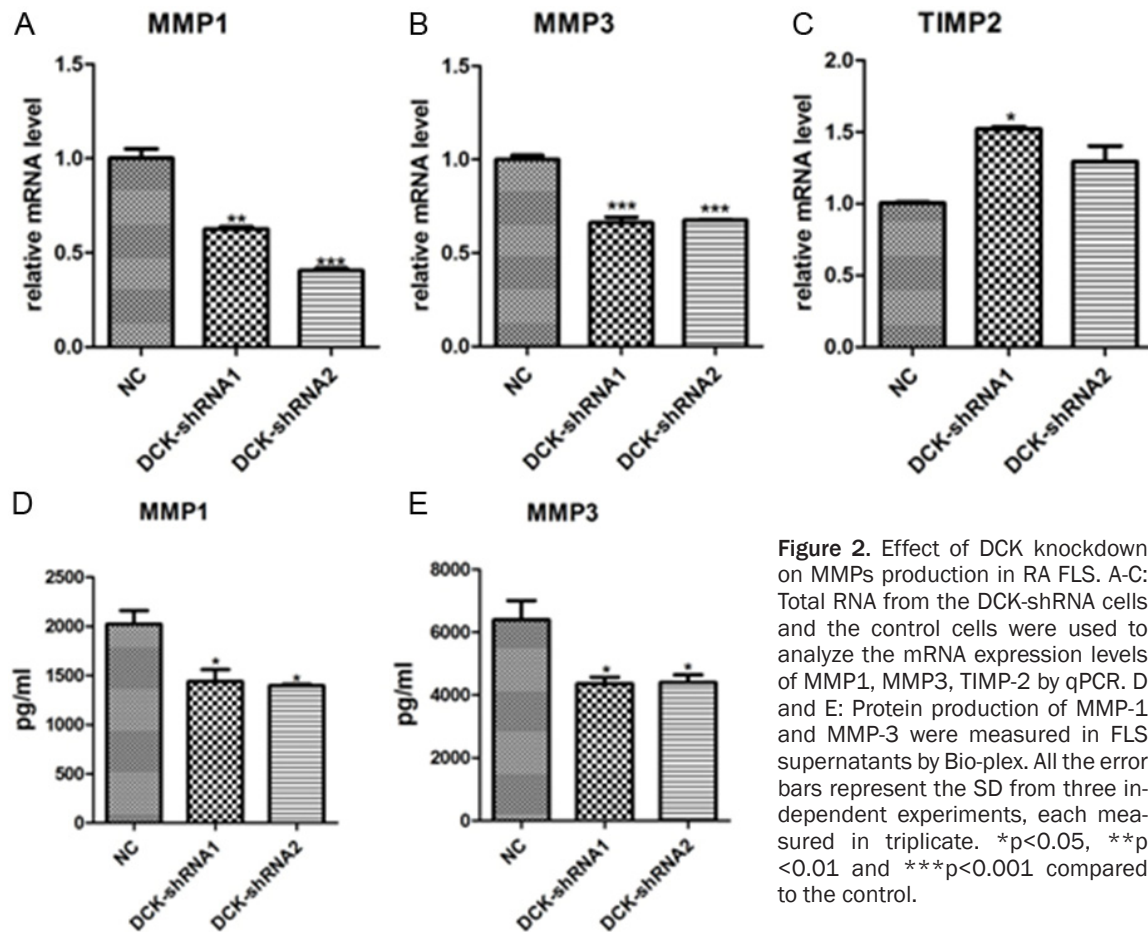 A
MMP1
relative mRNA level
1.5
1.0
0.5
0.0
**
***
NC
DCK-shRNA1
DCK-shRNA2
B
MMP3
relative mRNA level
1.5
1.0
0.5
0.0
***
***
NC
DCK-shRNA1
DCK-shRNA2
C
TIMP2
relative mRNA level
2.0
1.5
1.0
0.5
0.0
*
NC
DCK-shRNA1
DCK-shRNA2
D
MMP1
pg/ml
2500
2000
1500
1000
500
0
*
*
NC
DCK-shRNA1
DCK-shRNA2
E
MMP3
pg/ml
8000
6000
4000
2000
0
*
*
NC
DCK-shRNA1
DCK-shRNA2
Figure 2. Effect of DCK knockdown
on MMPs production in RA FLS. A-C:
Total RNA from the DCK-shRNA cells
and the control cells were used to
analyze the mRNA expression levels
of MMP1, MMP3, TIMP-2 by qPCR. D
and E: Protein production of MMP-1
and MMP-3 were measured in FLS
supernatants by Bio-plex. All the error
bars represent the SD from three in-
dependent experiments, each mea-
sured in triplicate. *p<0.05, **p
<0.01 and ***p<0.001 compared
to the control.